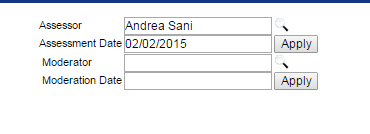 Assessor Andrea Sani
Assessment Date 02/02/2015 Apply
Moderator
Moderation Date Apply